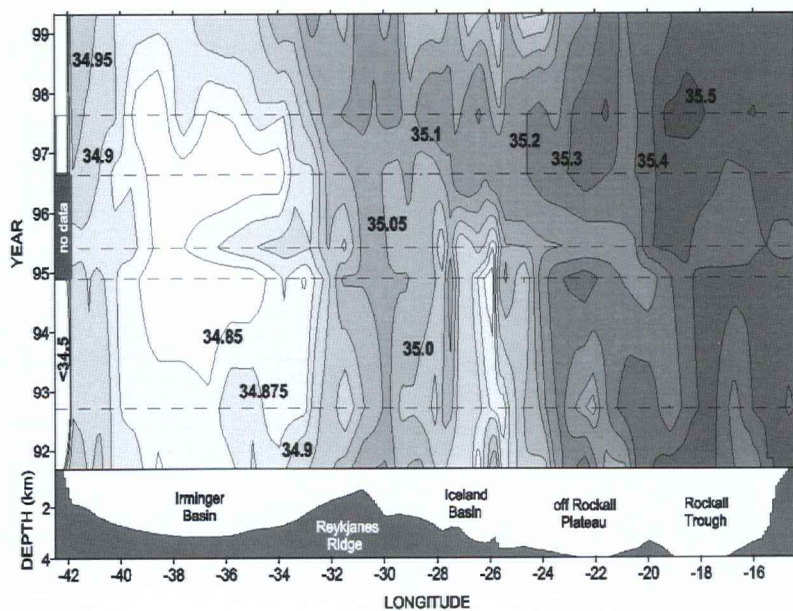 99
98
97
96
95
94
93
92
YEAR
no data
<34.5
34.95
34.9
35.5
35.1
35.2
35.3
35.4
35.05
34.85
35.0
34.875
34.9
DEPTH (km)
2
4
Irminger
Basin
Reykjanes
Ridge
Iceland
Basin
off Rockall
Plateau
Rockall
Trough
-42 -40 -38 -36 -34 -32 -30 -28 -26 -24 -22 -20 -18 -16
LONGITUDE